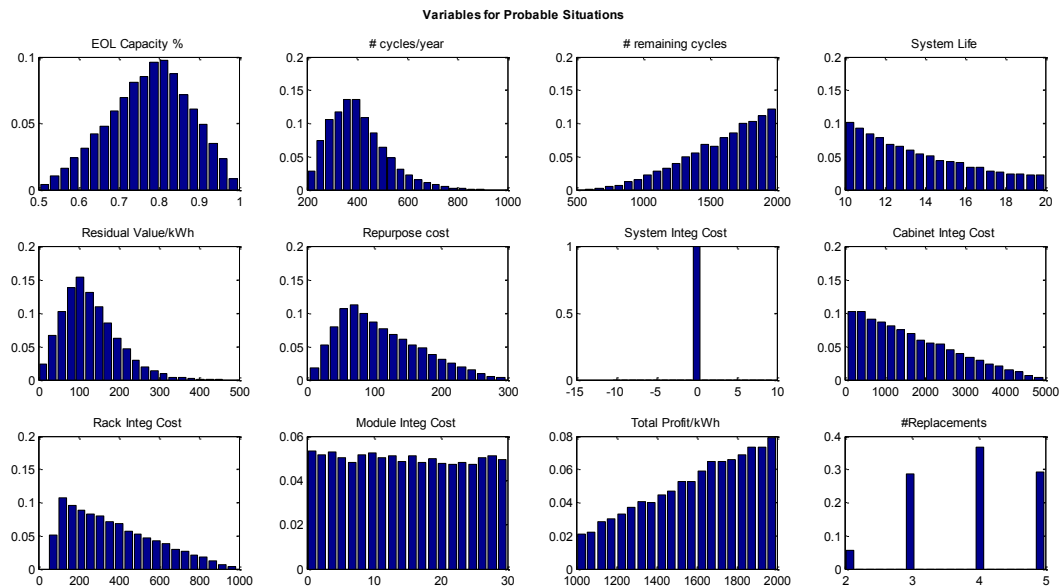 Variables for Probable Situations
EOL Capacity % # cycles/year # remaining cycles System Life
0.1 0.2 0.2 0.2
0.15 0.15 0.15
0.05 0.1 0.1 0.1
0.05 0.05 0.05
0 0 0 0
0.5 0.6 0.7 0.8 0.9 1 200 400 600 800 1000 500 1000 1500 2000 10 12 14 16 18 20
Residual Value/kWh Repurpose cost System Integ Cost Cabinet Integ Cost
0.2 0.2 1 0.2
0.15 0.15 0.15
0.1 0.1 0.5 0.1
0.05 0.05 0.05
0 0 0 0
0 100 200 300 400 500 0 100 200 300 -15 -10 -5 0 5 10 0 1000 2000 3000 4000 5000
Rack Integ Cost Module Integ Cost Total Profit/kWh #Replacements
0.2 0.06 0.08 0.4
0.15 0.06 0.3
0.04
0.1 0.04 0.2
0.02
0.05 0.02 0.1
0 0.00 0 0
0 200 400 600 800 1000 0 10 20 30 1000 1200 1400 1600 1800 2000 2 3 4 5